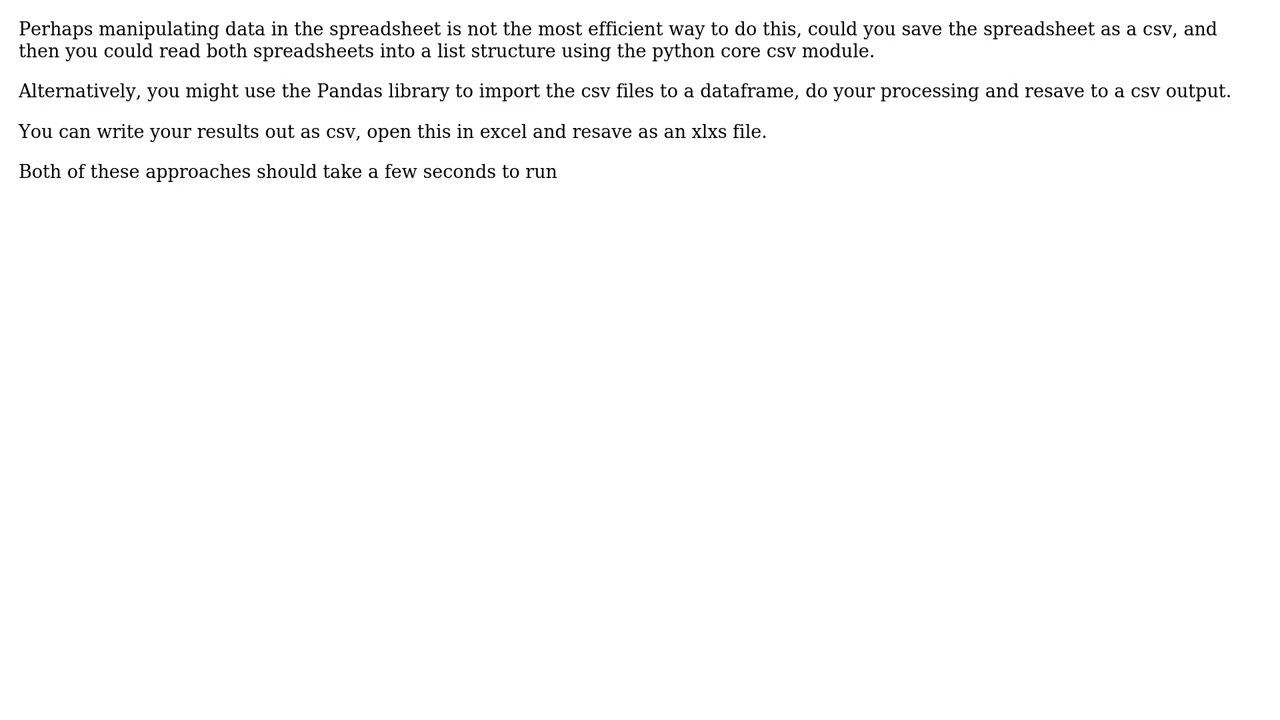 Perhaps manipulating data in the spreadsheet is not the most efficient way to do this, could you save the spreadsheet as a csv, and
then you could read both spreadsheets into a list structure using the python core csv module.
Alternatively, you might use the Pandas library to import the csv files to a dataframe, do your processing and resave to a csv output.
You can write your results out as csv, open this in excel and resave as an xlxs file.
Both of these approaches should take a few seconds to run